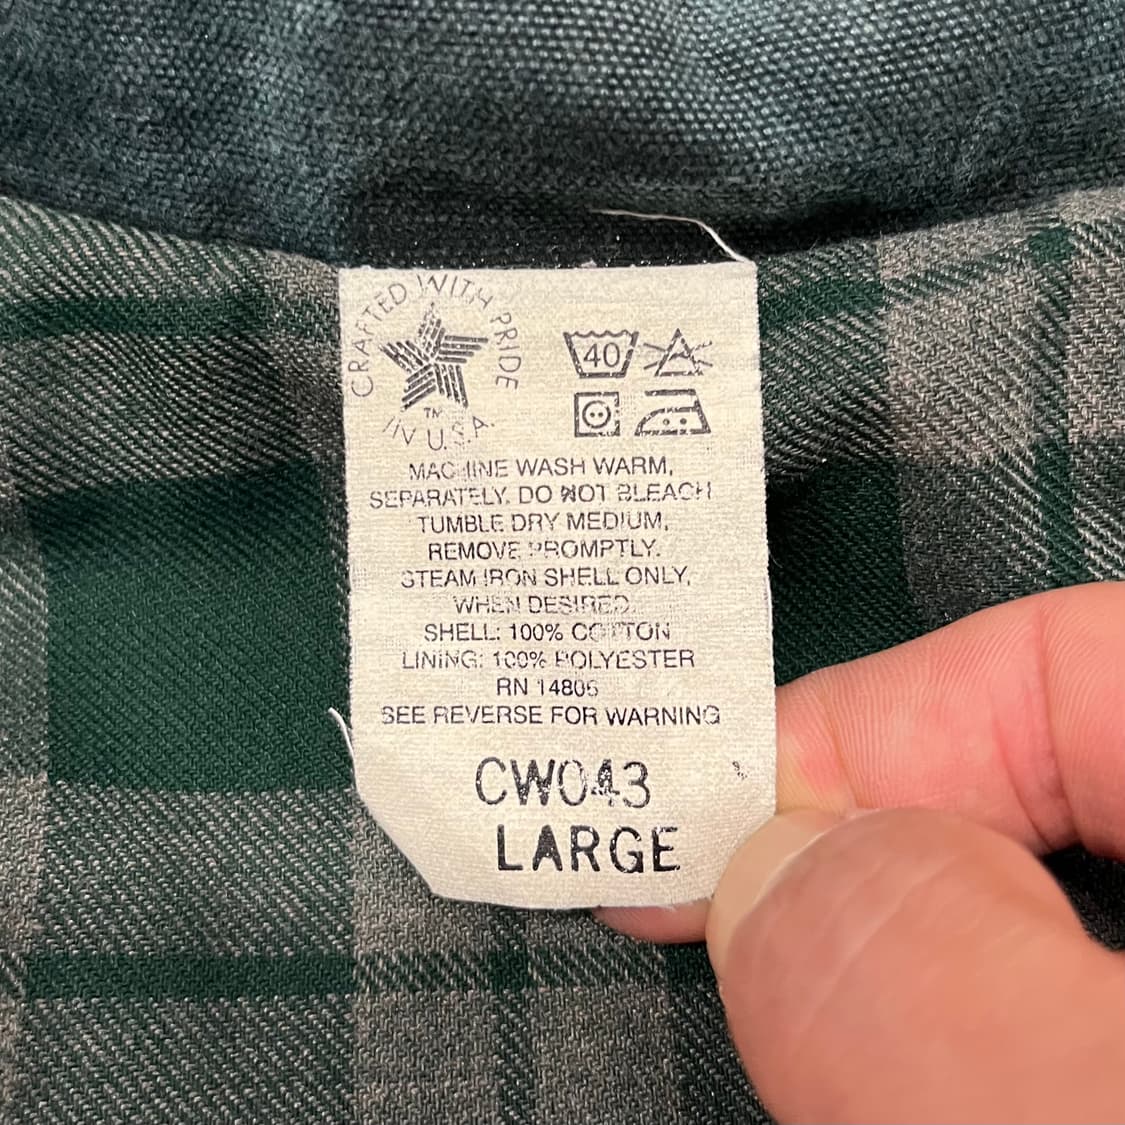 CRAFTED WITH PRIDE
TM
IN U.S.A.
40
MACHINE WASH WARM,
SEPARATELY. DO NOT BLEACH
TUMBLE DRY MEDIUM,
REMOVE PROMPTLY.
STEAM IRON SHELL ONLY,
WHEN DESIRED.
SHELL: 100% COTTON
LINING: 100% POLYESTER
RN 14806
SEE REVERSE FOR WARNING
CW043
LARGE